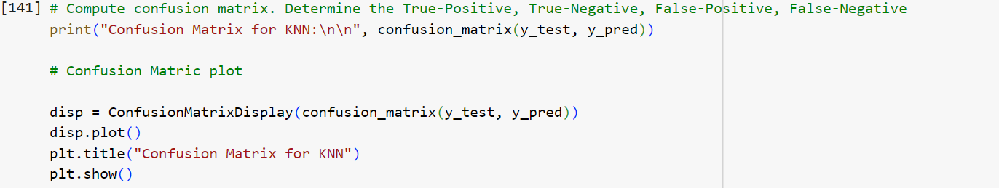 [141] # Compute confusion matrix. Determine the True-Positive, True-Negative, False-Positive, False-Negative
print("Confusion Matrix for KNN:\n\n", confusion_matrix(y_test, y_pred))
# Confusion Matric plot
disp = ConfusionMatrixDisplay(confusion_matrix(y_test, y_pred))
disp.plot()
plt.title("Confusion Matrix for KNN")
plt.show()